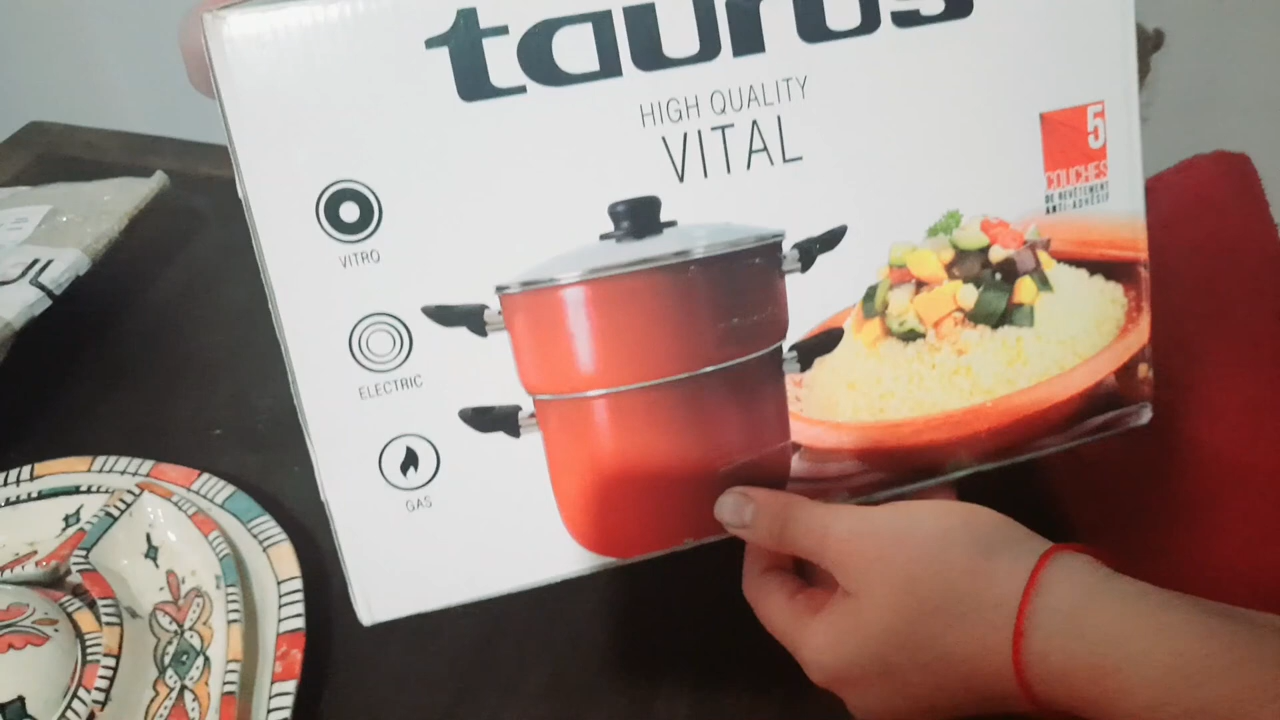 taurus
HIGH QUALITY
VITAL
5
COUCHES
DE REVÊTEMENT
ANTI-ADHÉSIF
VITRO
ELECTRIC
GAS